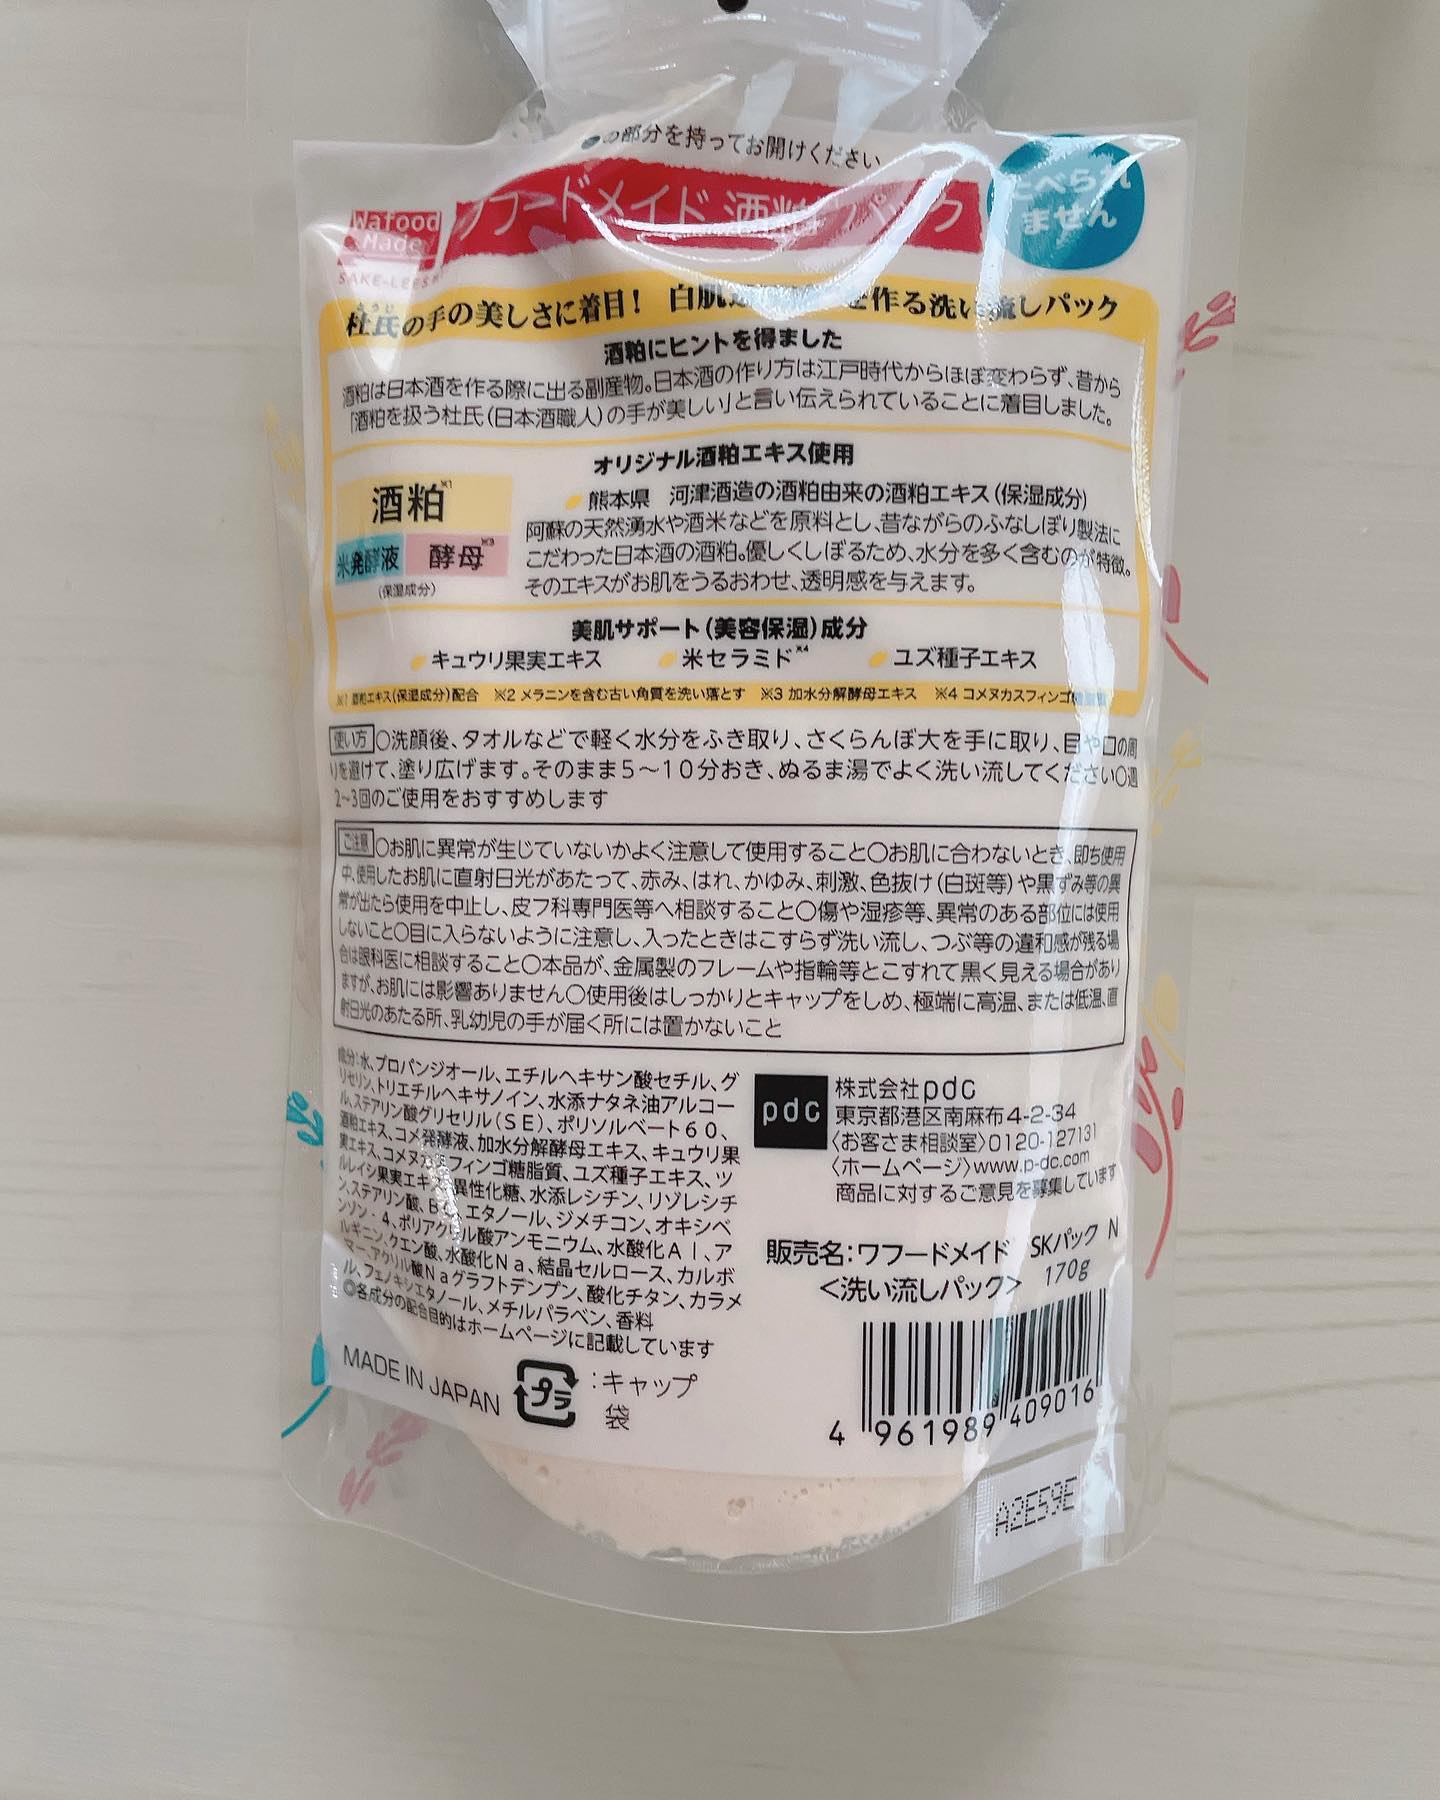 の部分を持ってお開けください
Wafood
Made
SAKE-LEES
ワフードメイド 酒粕パック
たべられ
ません
杜氏の手の美しさに着目! 白肌 を作る洗い流しパック
酒粕にヒントを得ました
酒粕は日本酒を作る際に出る副産物。日本酒の作り方は江戸時代からほぼ変わらず、昔から
「酒粕を扱う杜氏(日本酒職人)の手が美しい」と言い伝えられていることに着目しました。
オリジナル酒粕エキス使用
酒粕※1
米発酵液 酵母※3
(保湿成分)
熊本県 河津酒造の酒粕由来の酒粕エキス(保湿成分)
阿蘇の天然湧水や酒米などを原料とし、昔ながらのふなしぼり製法に
こだわった日本酒の酒粕。優しくしぼるため、水分を多く含むのが特徴。
そのエキスがお肌をうるおわせ、透明感を与えます。
美肌サポート(美容保湿)成分
キュウリ果実エキス 米セラミド※4 ユズ種子エキス
※1 酒粕エキス(保湿成分)配合 ※2 メラニンを含む古い角質を洗い落とす ※3 加水分解酵母エキス ※4 コメヌカスフィンゴ糖脂質
使い方 〇洗顔後、タオルなどで軽く水分をふき取り、さくらんぼ大を手に取り、目や口の周
りを避けて、塗り広げます。そのまま5〜10分おき、ぬるま湯でよく洗い流してください〇週
2〜3回のご使用をおすすめします
ご注意 〇お肌に異常が生じていないかよく注意して使用すること〇お肌に合わないとき、即ち使用
中、使用したお肌に直射日光があたって、赤み、はれ、かゆみ、刺激、色抜け(白斑等)や黒ずみ等の異
常が出たら使用を中止し、皮フ科専門医等へ相談すること〇傷や湿疹等、異常のある部位には使用
しないこと〇目に入らないように注意し、入ったときはこすらず洗い流し、つぶ等の違和感が残る場
合は眼科医に相談すること〇本品が、金属製のフレームや指輪等とこすれて黒く見える場合があり
ますが、お肌には影響ありません〇使用後はしっかりとキャップをしめ、極端に高温、または低温、直
射日光のあたる所、乳幼児の手が届く所には置かないこと
成分:水、プロパンジオール、エチルヘキサン酸セチル、グ
リセリン、トリエチルヘキサノイン、水添ナタネ油アルコー
ル、ステアリン酸グリセリル(SE)、ポリソルベート60、
酒粕エキス、コメ発酵液、加水分解酵母エキス、キュウリ果
実エキス、コメヌカスフィンゴ糖脂質、ユズ種子エキス、ツ
ルレイシ果実エキス、異性化糖、水添レシチン、リゾレシチ
ン、ステアリン酸、BG、エタノール、ジメチコン、オキシベ
ンゾン-4、ポリアクリル酸アンモニウム、水酸化Al、ア
ルギニン、クエン酸、水酸化Na、結晶セルロース、カルボ
マー、アクリル酸Naグラフトデンプン、酸化チタン、カラメ
ル、フェノキシエタノール、メチルパラベン、香料
◎各成分の配合目的はホームページに記載しています
pdc
株式会社pdc
東京都港区南麻布4-2-34
〈お客さま相談室〉0120-127131
〈ホームページ〉www.p-dc.com
商品に対するご意見を募集しています
販売名:ワフードメイド SKパック N
<洗い流しパック> 170g
MADE IN JAPAN
プラ
:キャップ
袋
4 961989 409016
A2E59E